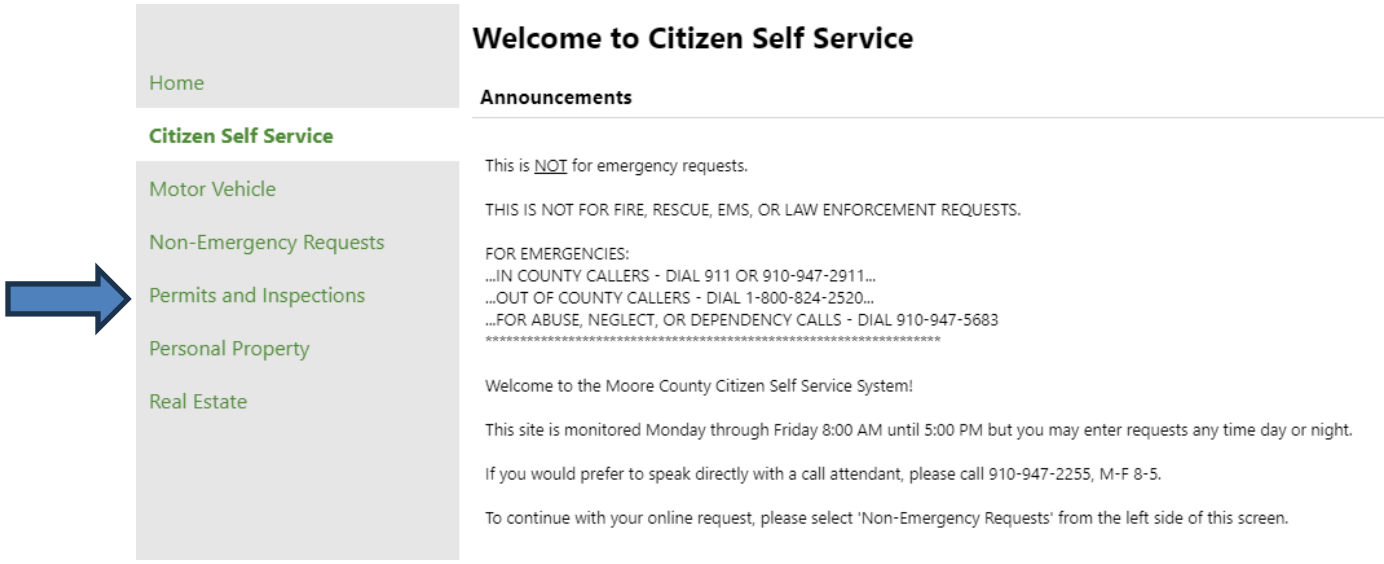 Home
Citizen Self Service
Motor Vehicle
Non-Emergency Requests
Permits and Inspections
Personal Property
Real Estate
Welcome to Citizen Self Service
Announcements
This is NOT for emergency requests.
THIS IS NOT FOR FIRE, RESCUE, EMS, OR LAW ENFORCEMENT REQUESTS.
FOR EMERGENCIES:
...IN COUNTY CALLERS - DIAL 911 OR 910-947-2911...
...OUT OF COUNTY CALLERS - DIAL 1-800-824-2520...
...FOR ABUSE, NEGLECT, OR DEPENDENCY CALLS - DIAL 910-947-5683
******************************************************************
Welcome to the Moore County Citizen Self Service System!
This site is monitored Monday through Friday 8:00 AM until 5:00 PM but you may enter requests any time day or night.
If you would prefer to speak directly with a call attendant, please call 910-947-2255, M-F 8-5.
To continue with your online request, please select 'Non-Emergency Requests' from the left side of this screen.